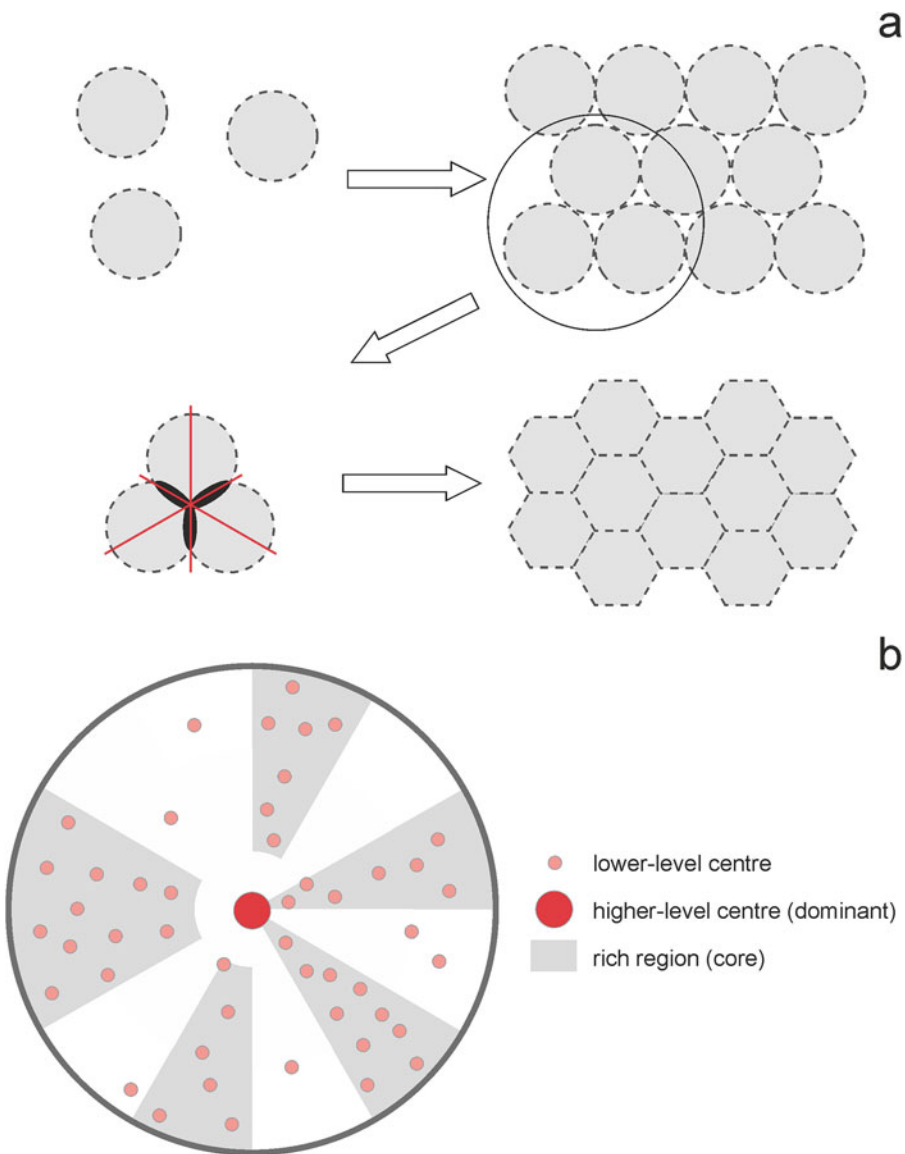 a
b
lower-level centre
higher-level centre (dominant)
rich region (core)